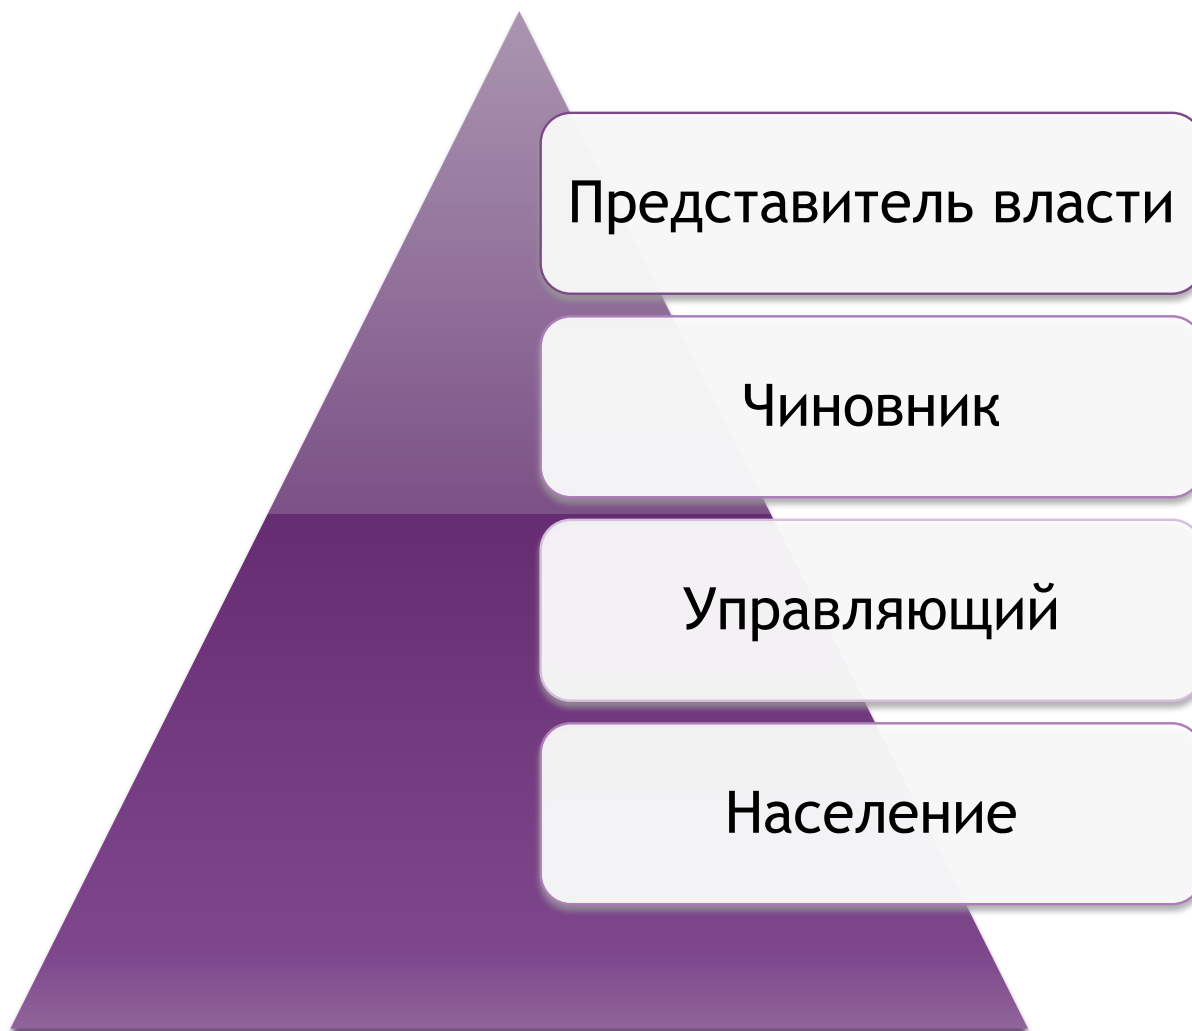 Представитель власти
Чиновник
Управляющий
Население